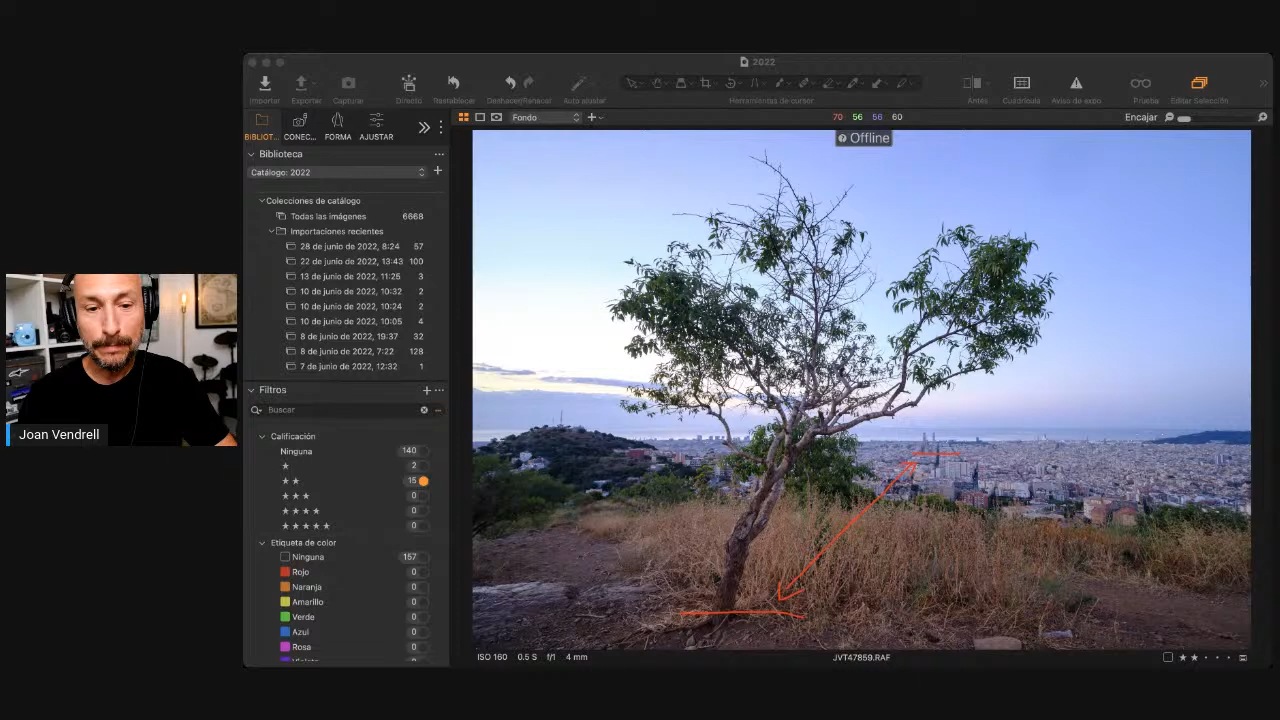 2022
Importar
Exportar
Capturar
Directo
Restablecer
Deshacer/Rehacer
Auto ajustar
Herramientas de cursor
Antes
Cuadrícula
Aviso de expo
Prueba
Editar Selección
BIBLIOT...
CONEC...
FORMA
AJUSTAR
Fondo
70 56 56 60
Encajar
Offline
Biblioteca
Catálogo: 2022
Colecciones de catálogo
Todas las imágenes 6668
Importaciones recientes
28 de junio de 2022, 8:24 57
22 de junio de 2022, 13:43 100
13 de junio de 2022, 11:25 3
10 de junio de 2022, 10:32 2
10 de junio de 2022, 10:24 2
10 de junio de 2022, 10:05 4
8 de junio de 2022, 19:37 32
8 de junio de 2022, 7:22 128
7 de junio de 2022, 12:32 1
Filtros
Buscar
Calificación
Ninguna 140
★ 2
★★ 15
★★★ 0
★★★★ 0
★★★★★ 0
Etiqueta de color
Ninguna 157
Rojo 0
Naranja 0
Amarillo 0
Verde 0
Azul 0
Rosa 0
Joan Vendrell
ISO 160 0.5 S f/1 4 mm
JVT47859.RAF